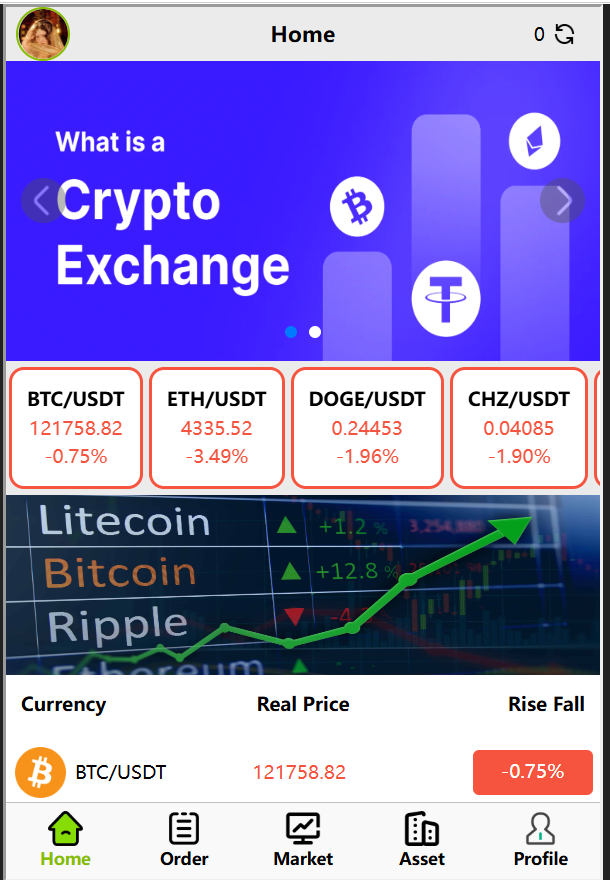 Home
0
What is a
Crypto
Exchange
BTC/USDT
121758.82
-0.75%
ETH/USDT
4335.52
-3.49%
DOGE/USDT
0.24453
-1.96%
CHZ/USDT
0.04085
-1.90%
Litecoin +1.2 %
Bitcoin +12.8 %
Ripple
Ethereum
Currency Real Price Rise Fall
BTC/USDT 121758.82 -0.75%
Home Order Market Asset Profile